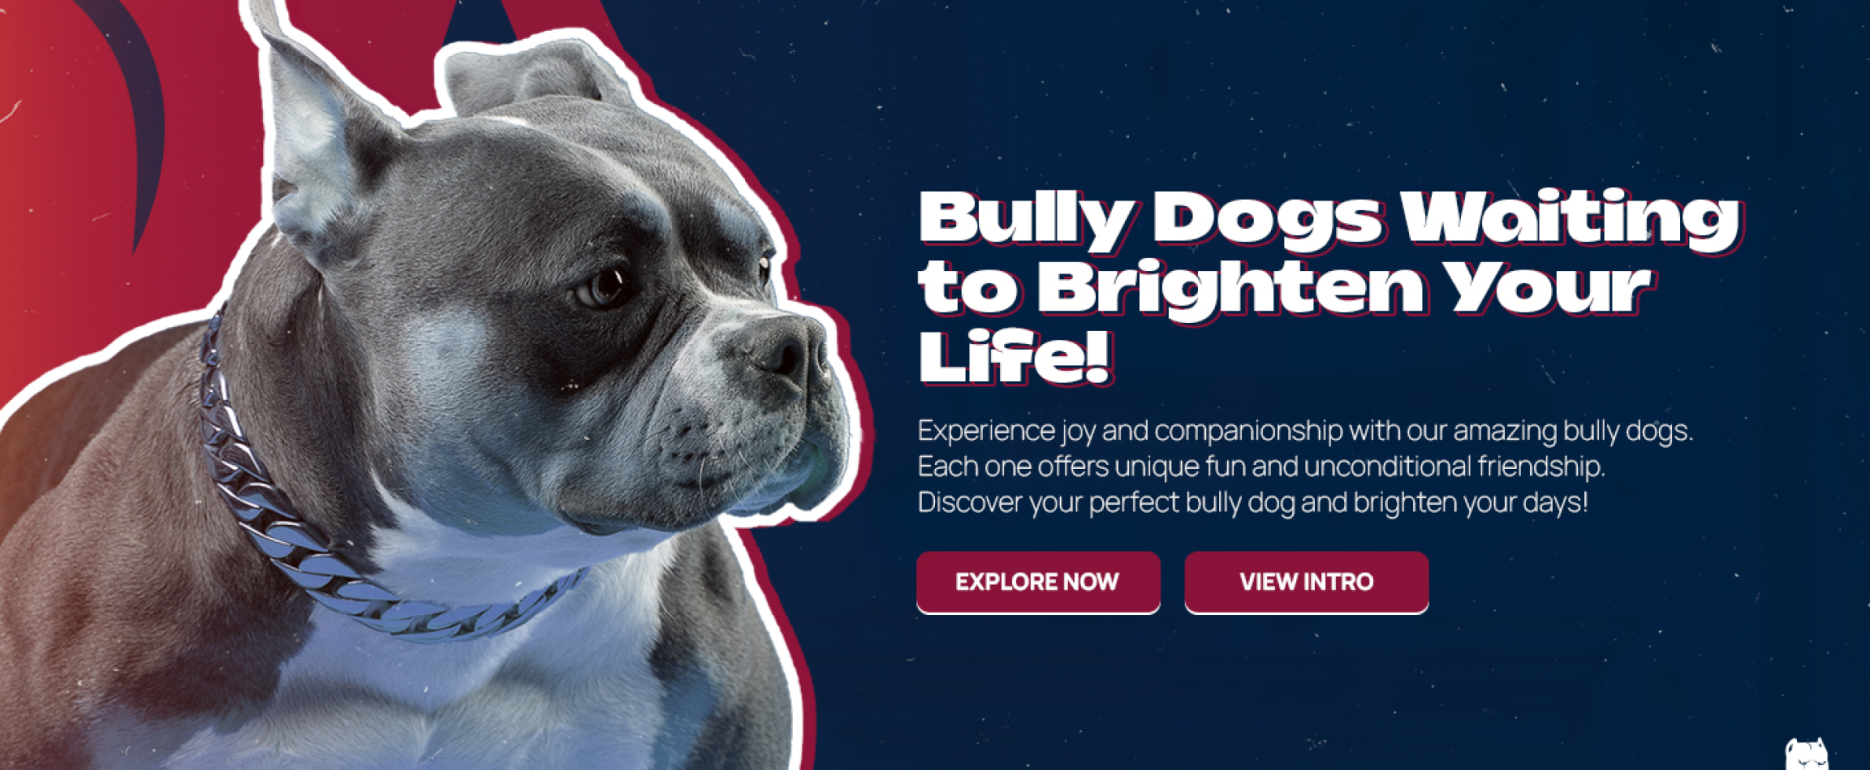 Bully Dogs Waiting
to Brighten Your
Life!
Experience joy and companionship with our amazing bully dogs.
Each one offers unique fun and unconditional friendship.
Discover your perfect bully dog and brighten your days!
EXPLORE NOW
VIEW INTRO